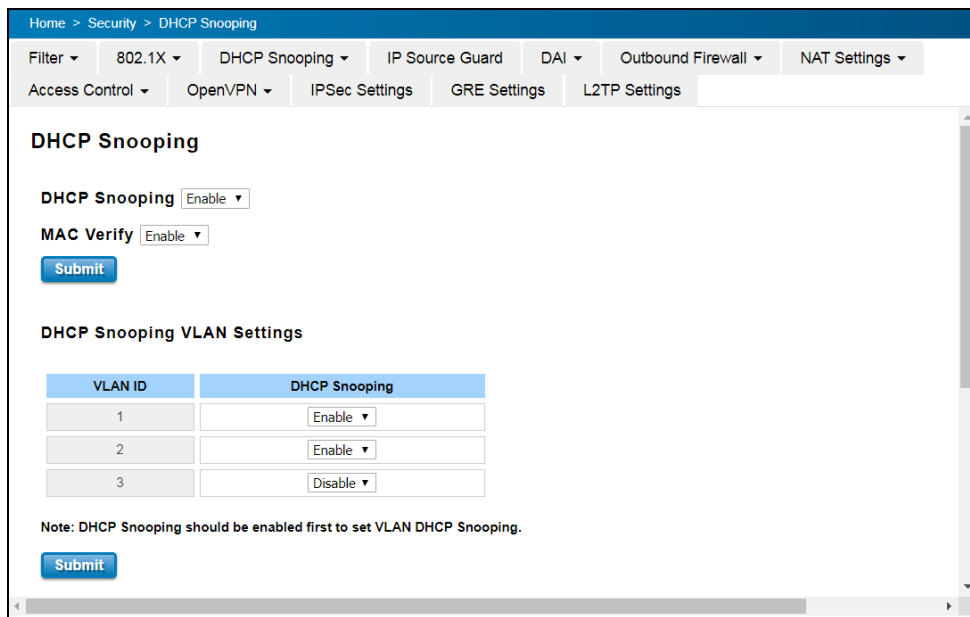 Home > Security > DHCP Snooping
Filter 802.1X DHCP Snooping IP Source Guard DAI Outbound Firewall NAT Settings
Access Control OpenVPN IPSec Settings GRE Settings L2TP Settings
DHCP Snooping
DHCP Snooping Enable
MAC Verify Enable
Submit
DHCP Snooping VLAN Settings
VLAN ID DHCP Snooping
1 Enable
2 Enable
3 Disable
Note: DHCP Snooping should be enabled first to set VLAN DHCP Snooping.
Submit